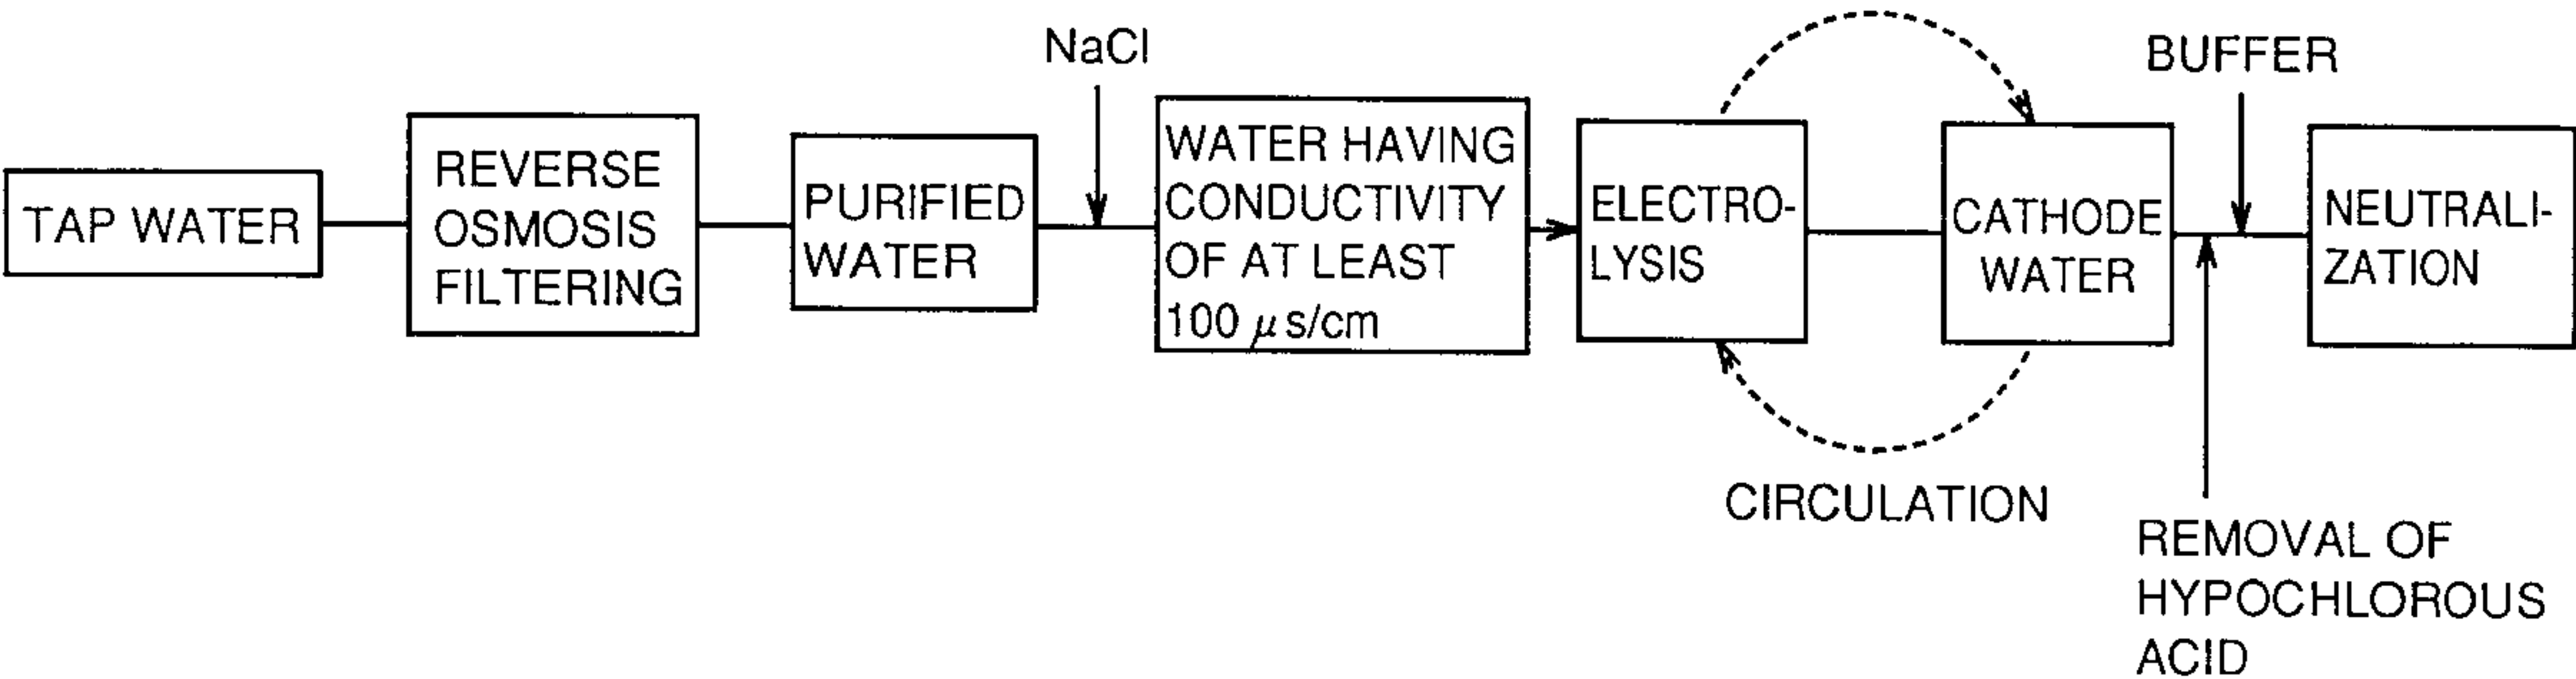 TAP WATER
REVERSE
OSMOSIS
FILTERING
PURIFIED
WATER
NaCl
WATER HAVING
CONDUCTIVITY
OF AT LEAST
100 μs/cm
ELECTRO-
LYSIS
CIRCULATION
CATHODE
WATER
BUFFER
REMOVAL OF
HYPOCHLOROUS
ACID
NEUTRALI-
ZATION